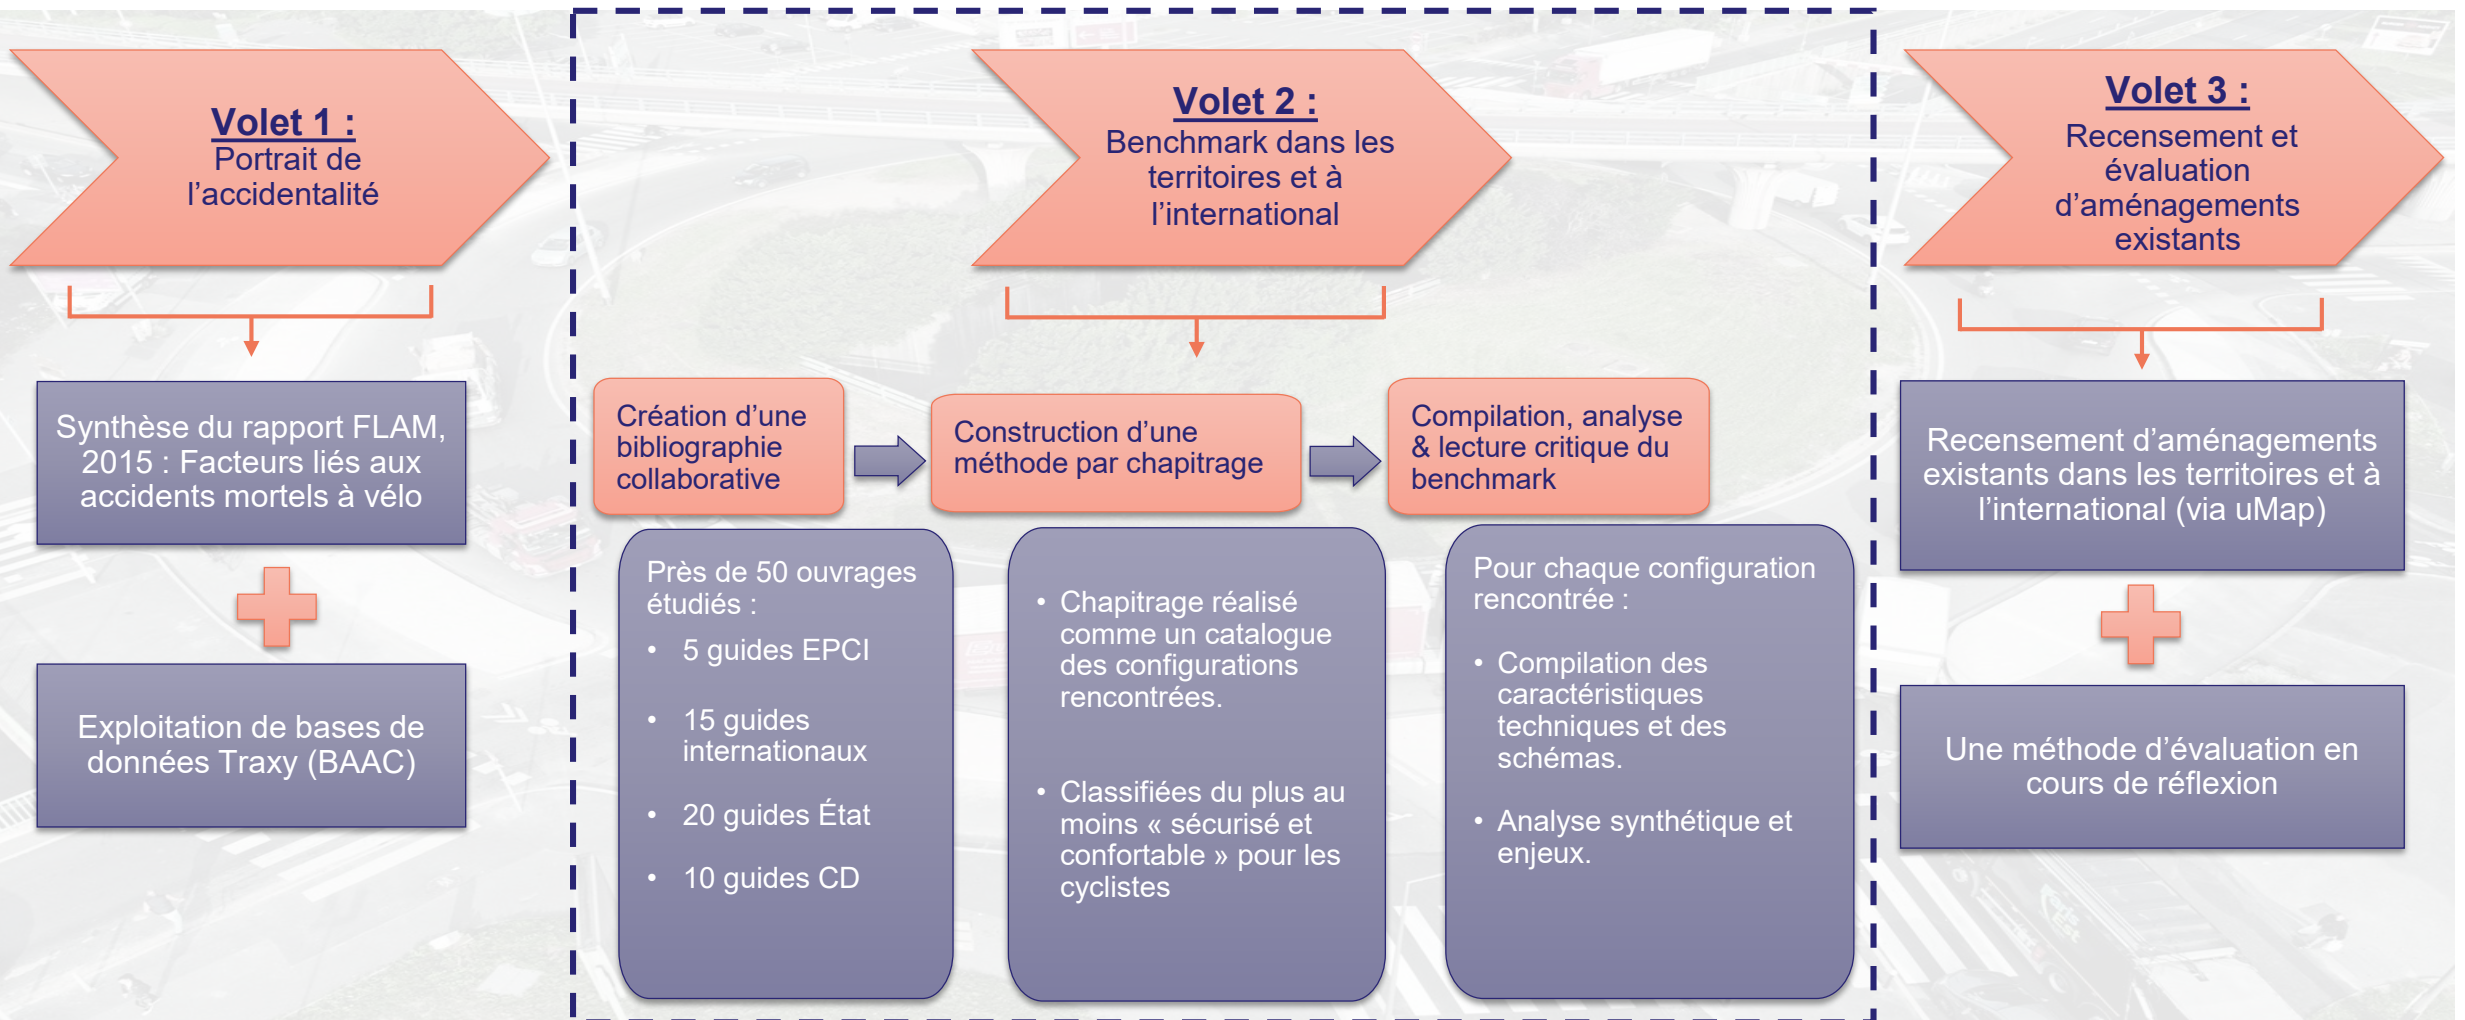 Volet 1 :
Portrait de
l’accidentalité
Synthèse du rapport FLAM,
2015 : Facteurs liés aux
accidents mortels à vélo
Exploitation de bases de
données Traxy (BAAC)
Volet 2 :
Benchmark dans les
territoires et à
l’international
Création d’une
bibliographie
collaborative
Près de 50 ouvrages
étudiés :
• 5 guides EPCI
• 15 guides
internationaux
• 20 guides État
• 10 guides CD
Construction d’une
méthode par chapitrage
• Chapitrage réalisé
comme un catalogue
des configurations
rencontrées.
• Classifiées du plus au
moins « sécurisé et
confortable » pour les
cyclistes
Compilation, analyse
& lecture critique du
benchmark
Pour chaque configuration
rencontrée :
• Compilation des
caractéristiques
techniques et des
schémas.
• Analyse synthétique et
enjeux.
Volet 3 :
Recensement et
évaluation
d’aménagements
existants
Recensement d’aménagements
existants dans les territoires et à
l’international (via uMap)
Une méthode d’évaluation en
cours de réflexion